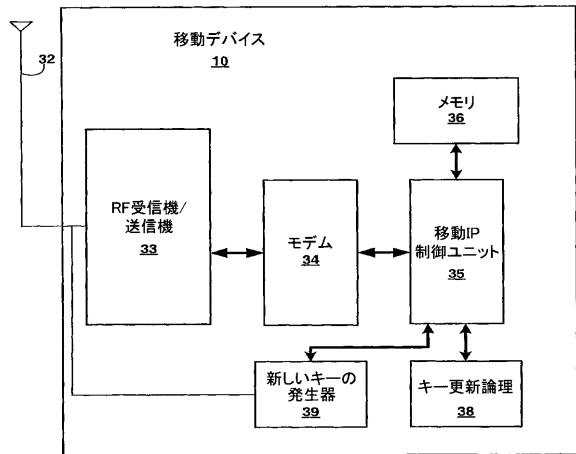 移動デバイス
10
32
メモリ
36
RF受信機/
送信機
33
モデム
34
移動IP
制御ユニット
35
新しいキーの
発生器
39
キー更新論理
38